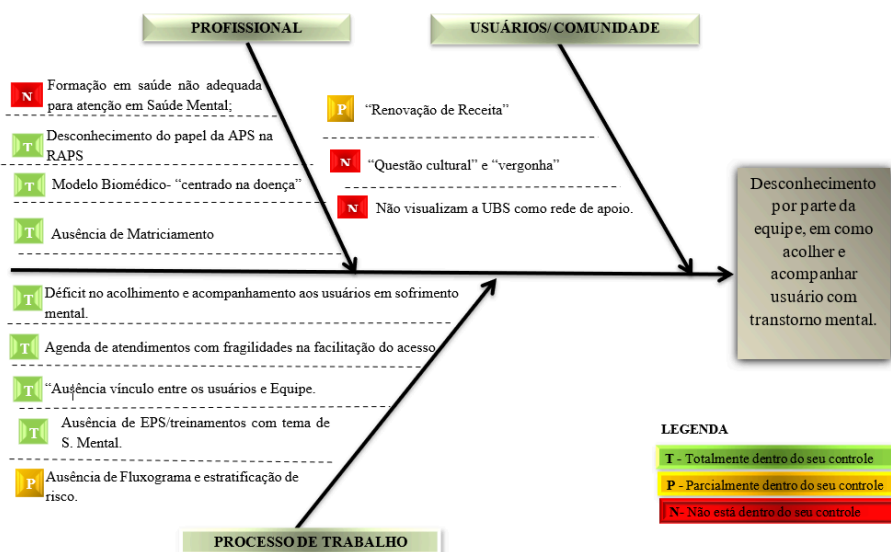 PROFISSIONAL
N
Formação em saúde não adequada
para atenção em Saúde Mental;
T
Desconhecimento do papel da APS na
RAPS
T
Modelo Biomédico- “centrado na doença”
T
Ausência de Matriciamento
USUÁRIOS/ COMUNIDADE
P
“Renovação de Receita”
N
“Questão cultural” e “vergonha”
N
Não visualizam a UBS como rede de apoio.
Desconhecimento
por parte da
equipe, em como
acolher e
acompanhar
usuário com
transtorno mental.
T
Déficit no acolhimento e acompanhamento aos usuários em sofrimento
mental.
T
Agenda de atendimentos com fragilidades na facilitação do acesso
T
“Ausência vínculo entre os usuários e Equipe.
T
Ausência de EPS/treinamentos com tema de
S. Mental.
P
Ausência de Fluxograma e estratificação de
risco.
PROCESSO DE TRABALHO
LEGENDA
T - Totalmente dentro do seu controle
P - Parcialmente dentro do seu controle
N- Não está dentro do seu controle